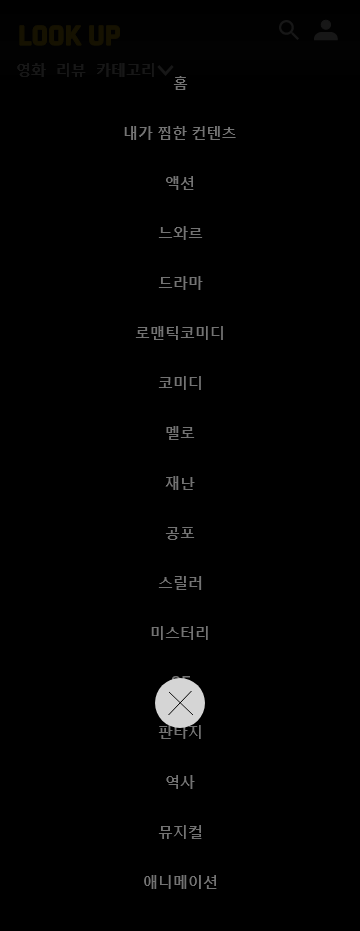 LOOK UP
영화 리뷰 카테고리
홈
내가 찜한 컨텐츠
액션
느와르
드라마
로맨틱코미디
코미디
멜로
재난
공포
스릴러
미스터리
판타지
역사
뮤지컬
애니메이션